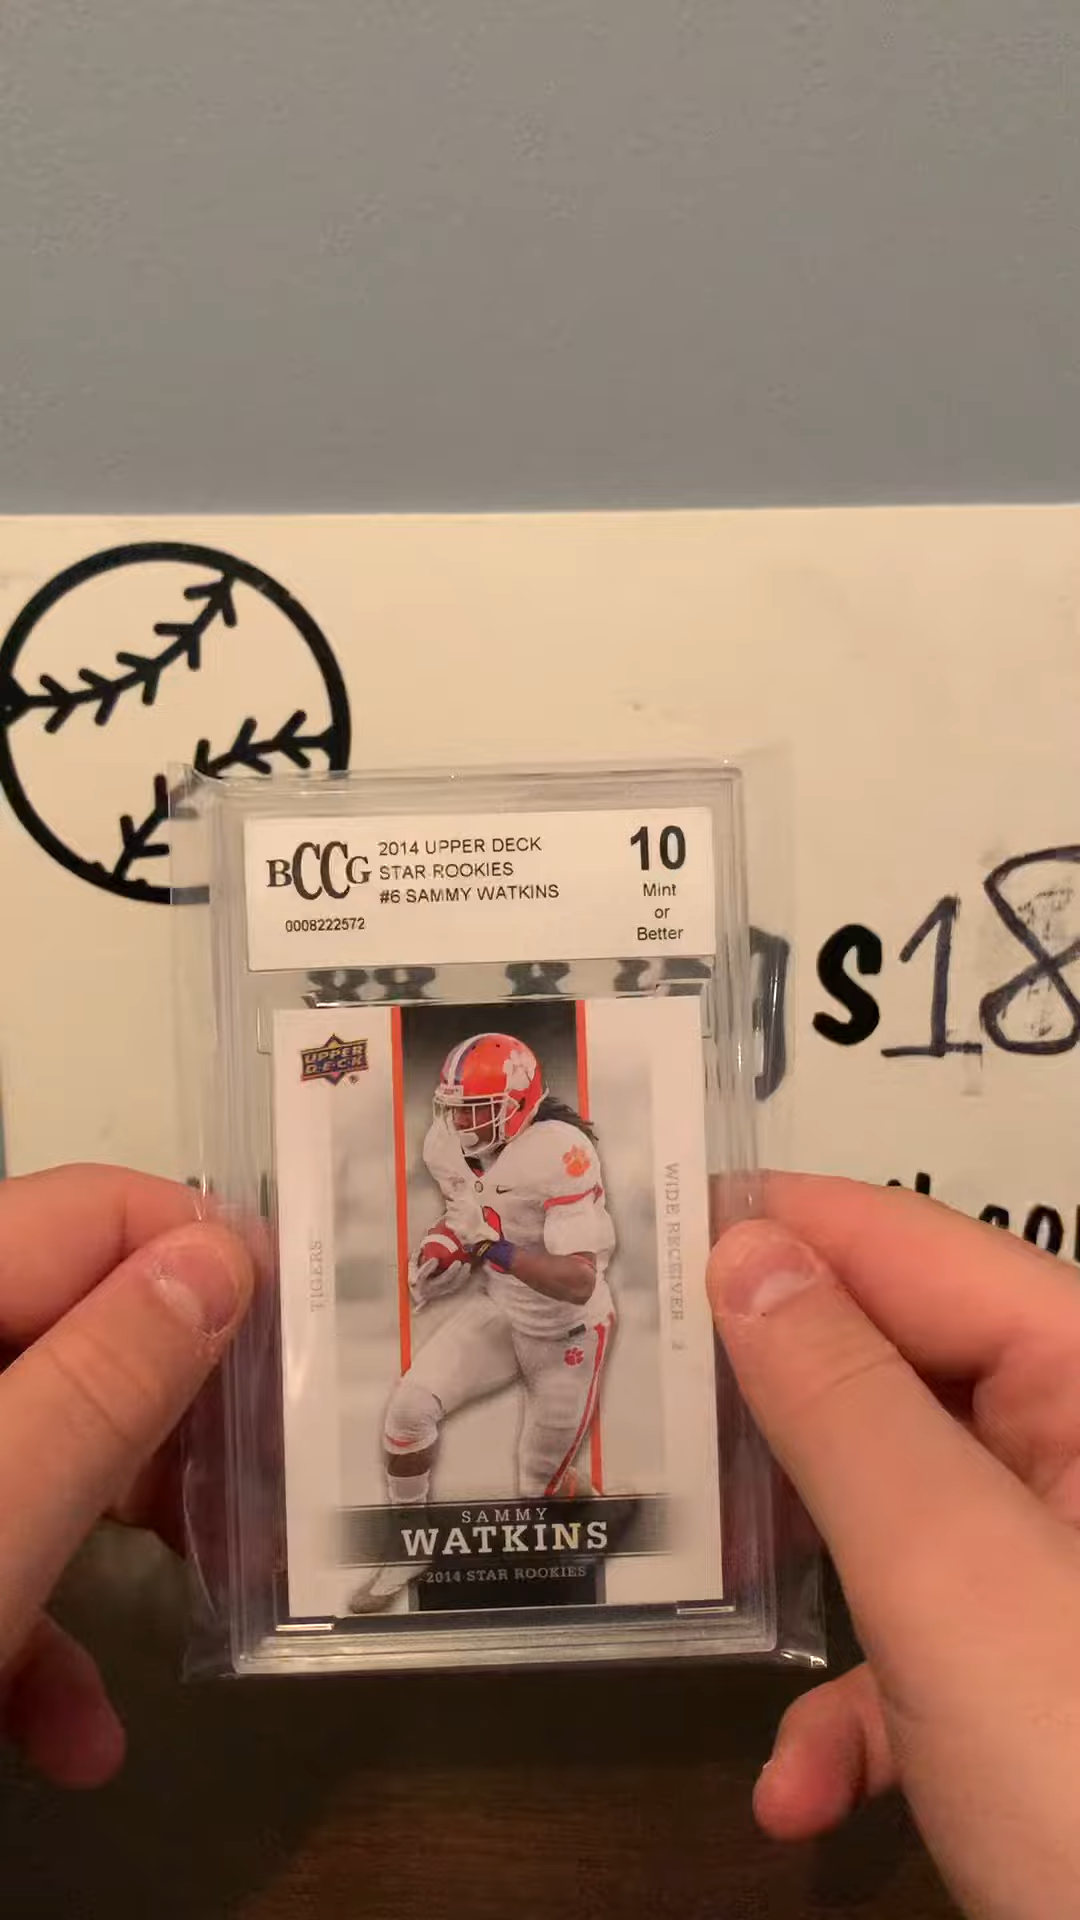 BCCG
2014 UPPER DECK
STAR ROOKIES
#6 SAMMY WATKINS
0008222572
10
Mint
or
Better
s18
UPPER
DECK
TIGERS
WIDE RECEIVER 2
SAMMY
WATKINS
2014 STAR ROOKIES